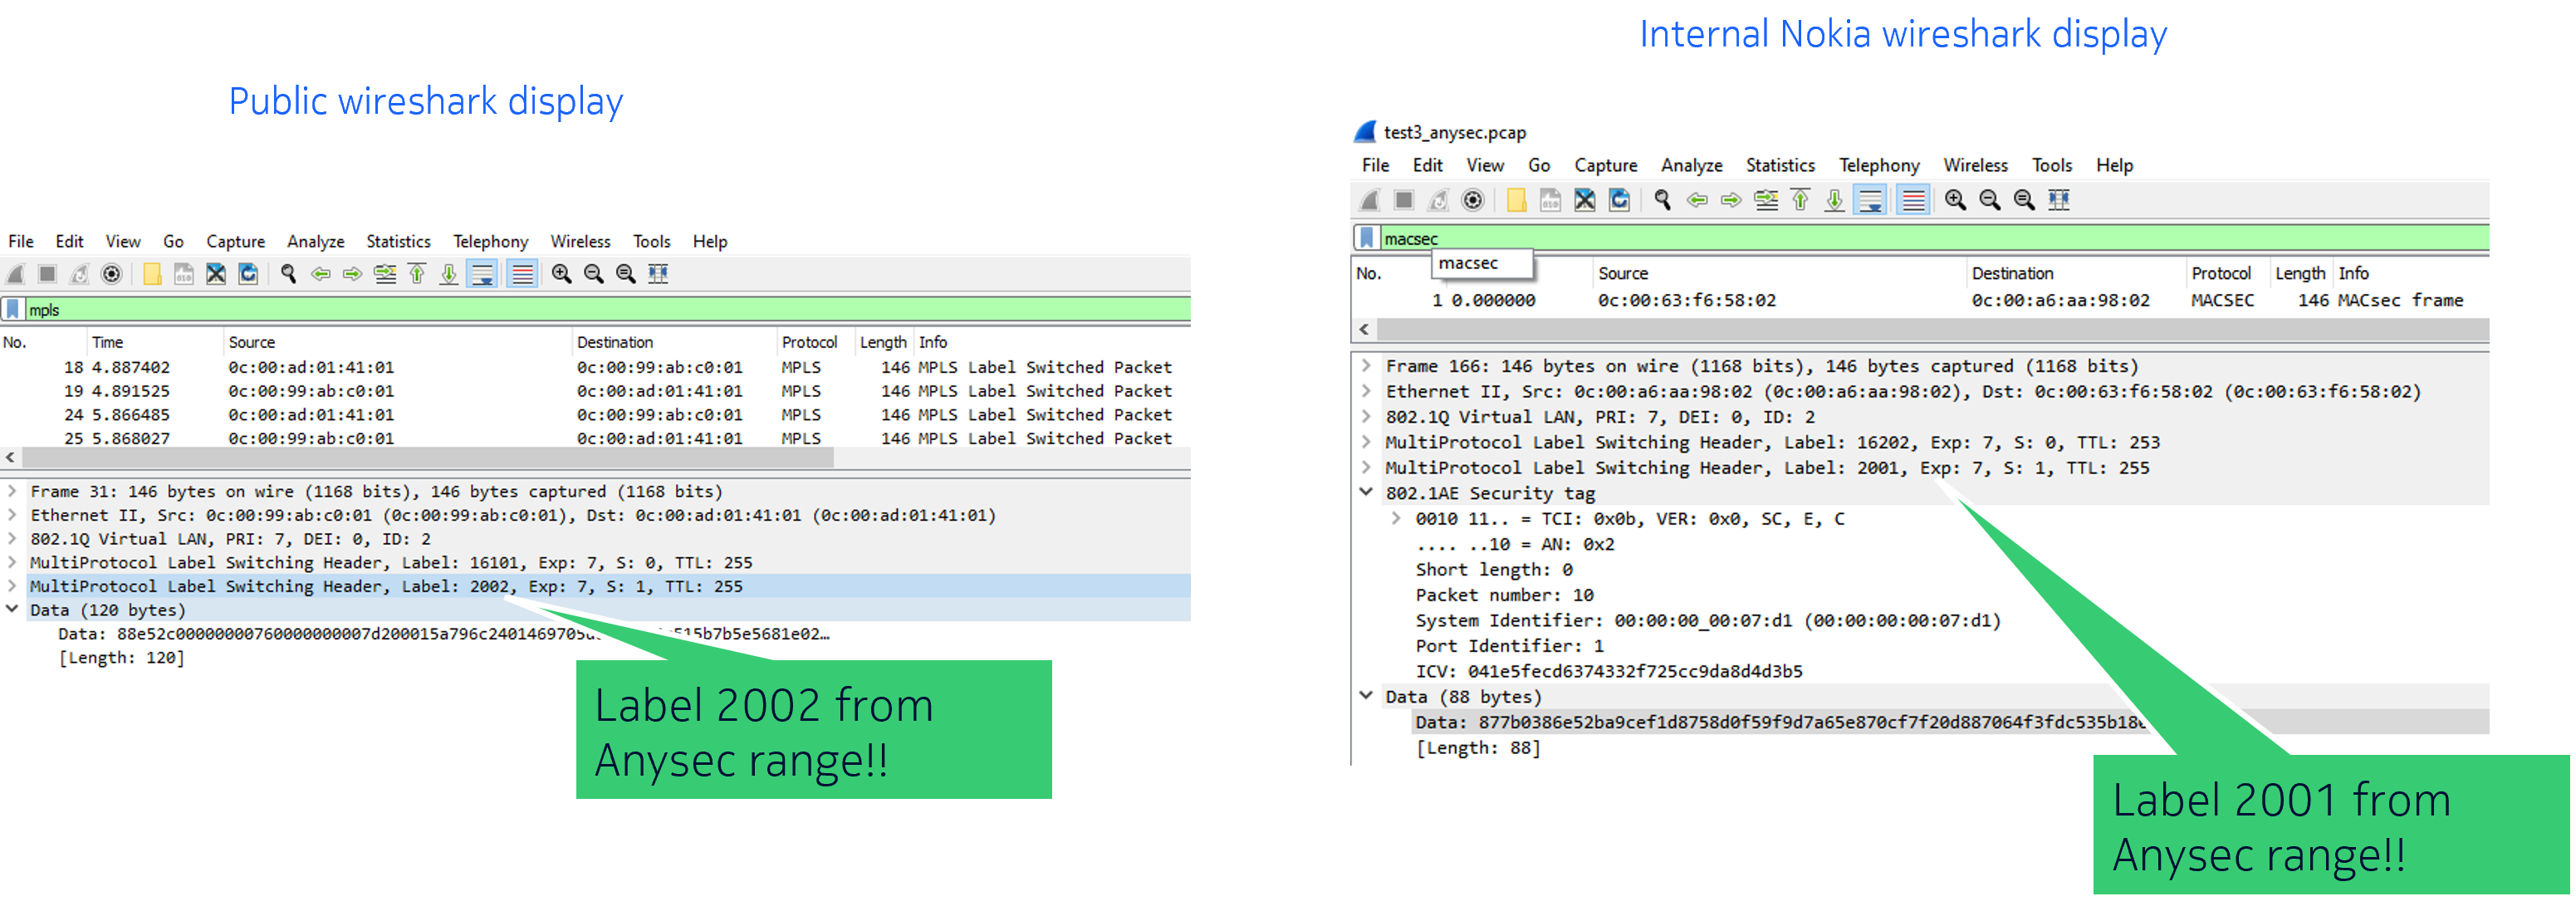 Public wireshark display
File Edit View Go Capture Analyze Statistics Telephony Wireless Tools Help
mpls
No. Time Source Destination Protocol Length Info
18 4.887402 0c:00:ad:01:41:01 0c:00:99:ab:c0:01 MPLS 146 MPLS Label Switched Packet
19 4.891525 0c:00:99:ab:c0:01 0c:00:ad:01:41:01 MPLS 146 MPLS Label Switched Packet
24 5.866485 0c:00:ad:01:41:01 0c:00:99:ab:c0:01 MPLS 146 MPLS Label Switched Packet
25 5.868027 0c:00:99:ab:c0:01 0c:00:ad:01:41:01 MPLS 146 MPLS Label Switched Packet
Frame 31: 146 bytes on wire (1168 bits), 146 bytes captured (1168 bits)
Ethernet II, Src: 0c:00:99:ab:c0:01 (0c:00:99:ab:c0:01), Dst: 0c:00:ad:01:41:01 (0c:00:ad:01:41:01)
802.1Q Virtual LAN, PRI: 7, DEI: 0, ID: 2
MultiProtocol Label Switching Header, Label: 16101, Exp: 7, S: 0, TTL: 255
MultiProtocol Label Switching Header, Label: 2002, Exp: 7, S: 1, TTL: 255
Data (120 bytes)
Data:
[Length: 120]
Label 2002 from
Anysec range!!
Internal Nokia wireshark display
test3_anysec.pcap
File Edit View Go Capture Analyze Statistics Telephony Wireless Tools Help
macsec
macsec
No. Source Destination Protocol Length Info
1 0.000000 0c:00:63:f6:58:02 0c:00:a6:aa:98:02 MACSEC 146 MACsec frame
Frame 166: 146 bytes on wire (1168 bits), 146 bytes captured (1168 bits)
Ethernet II, Src: 0c:00:a6:aa:98:02 (0c:00:a6:aa:98:02), Dst: 0c:00:63:f6:58:02 (0c:00:63:f6:58:02)
802.1Q Virtual LAN, PRI: 7, DEI: 0, ID: 2
MultiProtocol Label Switching Header, Label: 16202, Exp: 7, S: 0, TTL: 253
MultiProtocol Label Switching Header, Label: 2001, Exp: 7, S: 1, TTL: 255
802.1AE Security tag
0010 11.. = TCI: 0x0b, VER: 0x0, SC, E, C
.... ..10 = AN: 0x2
Short length: 0
Packet number: 10
System Identifier: 00:00:00_00:07:d1 (00:00:00:00:07:d1)
Port Identifier: 1
ICV: 041e5fecd6374332f725cc9da8d4d3b5
Data (88 bytes)
Data:
[Length: 88]
Label 2001 from
Anysec range!!